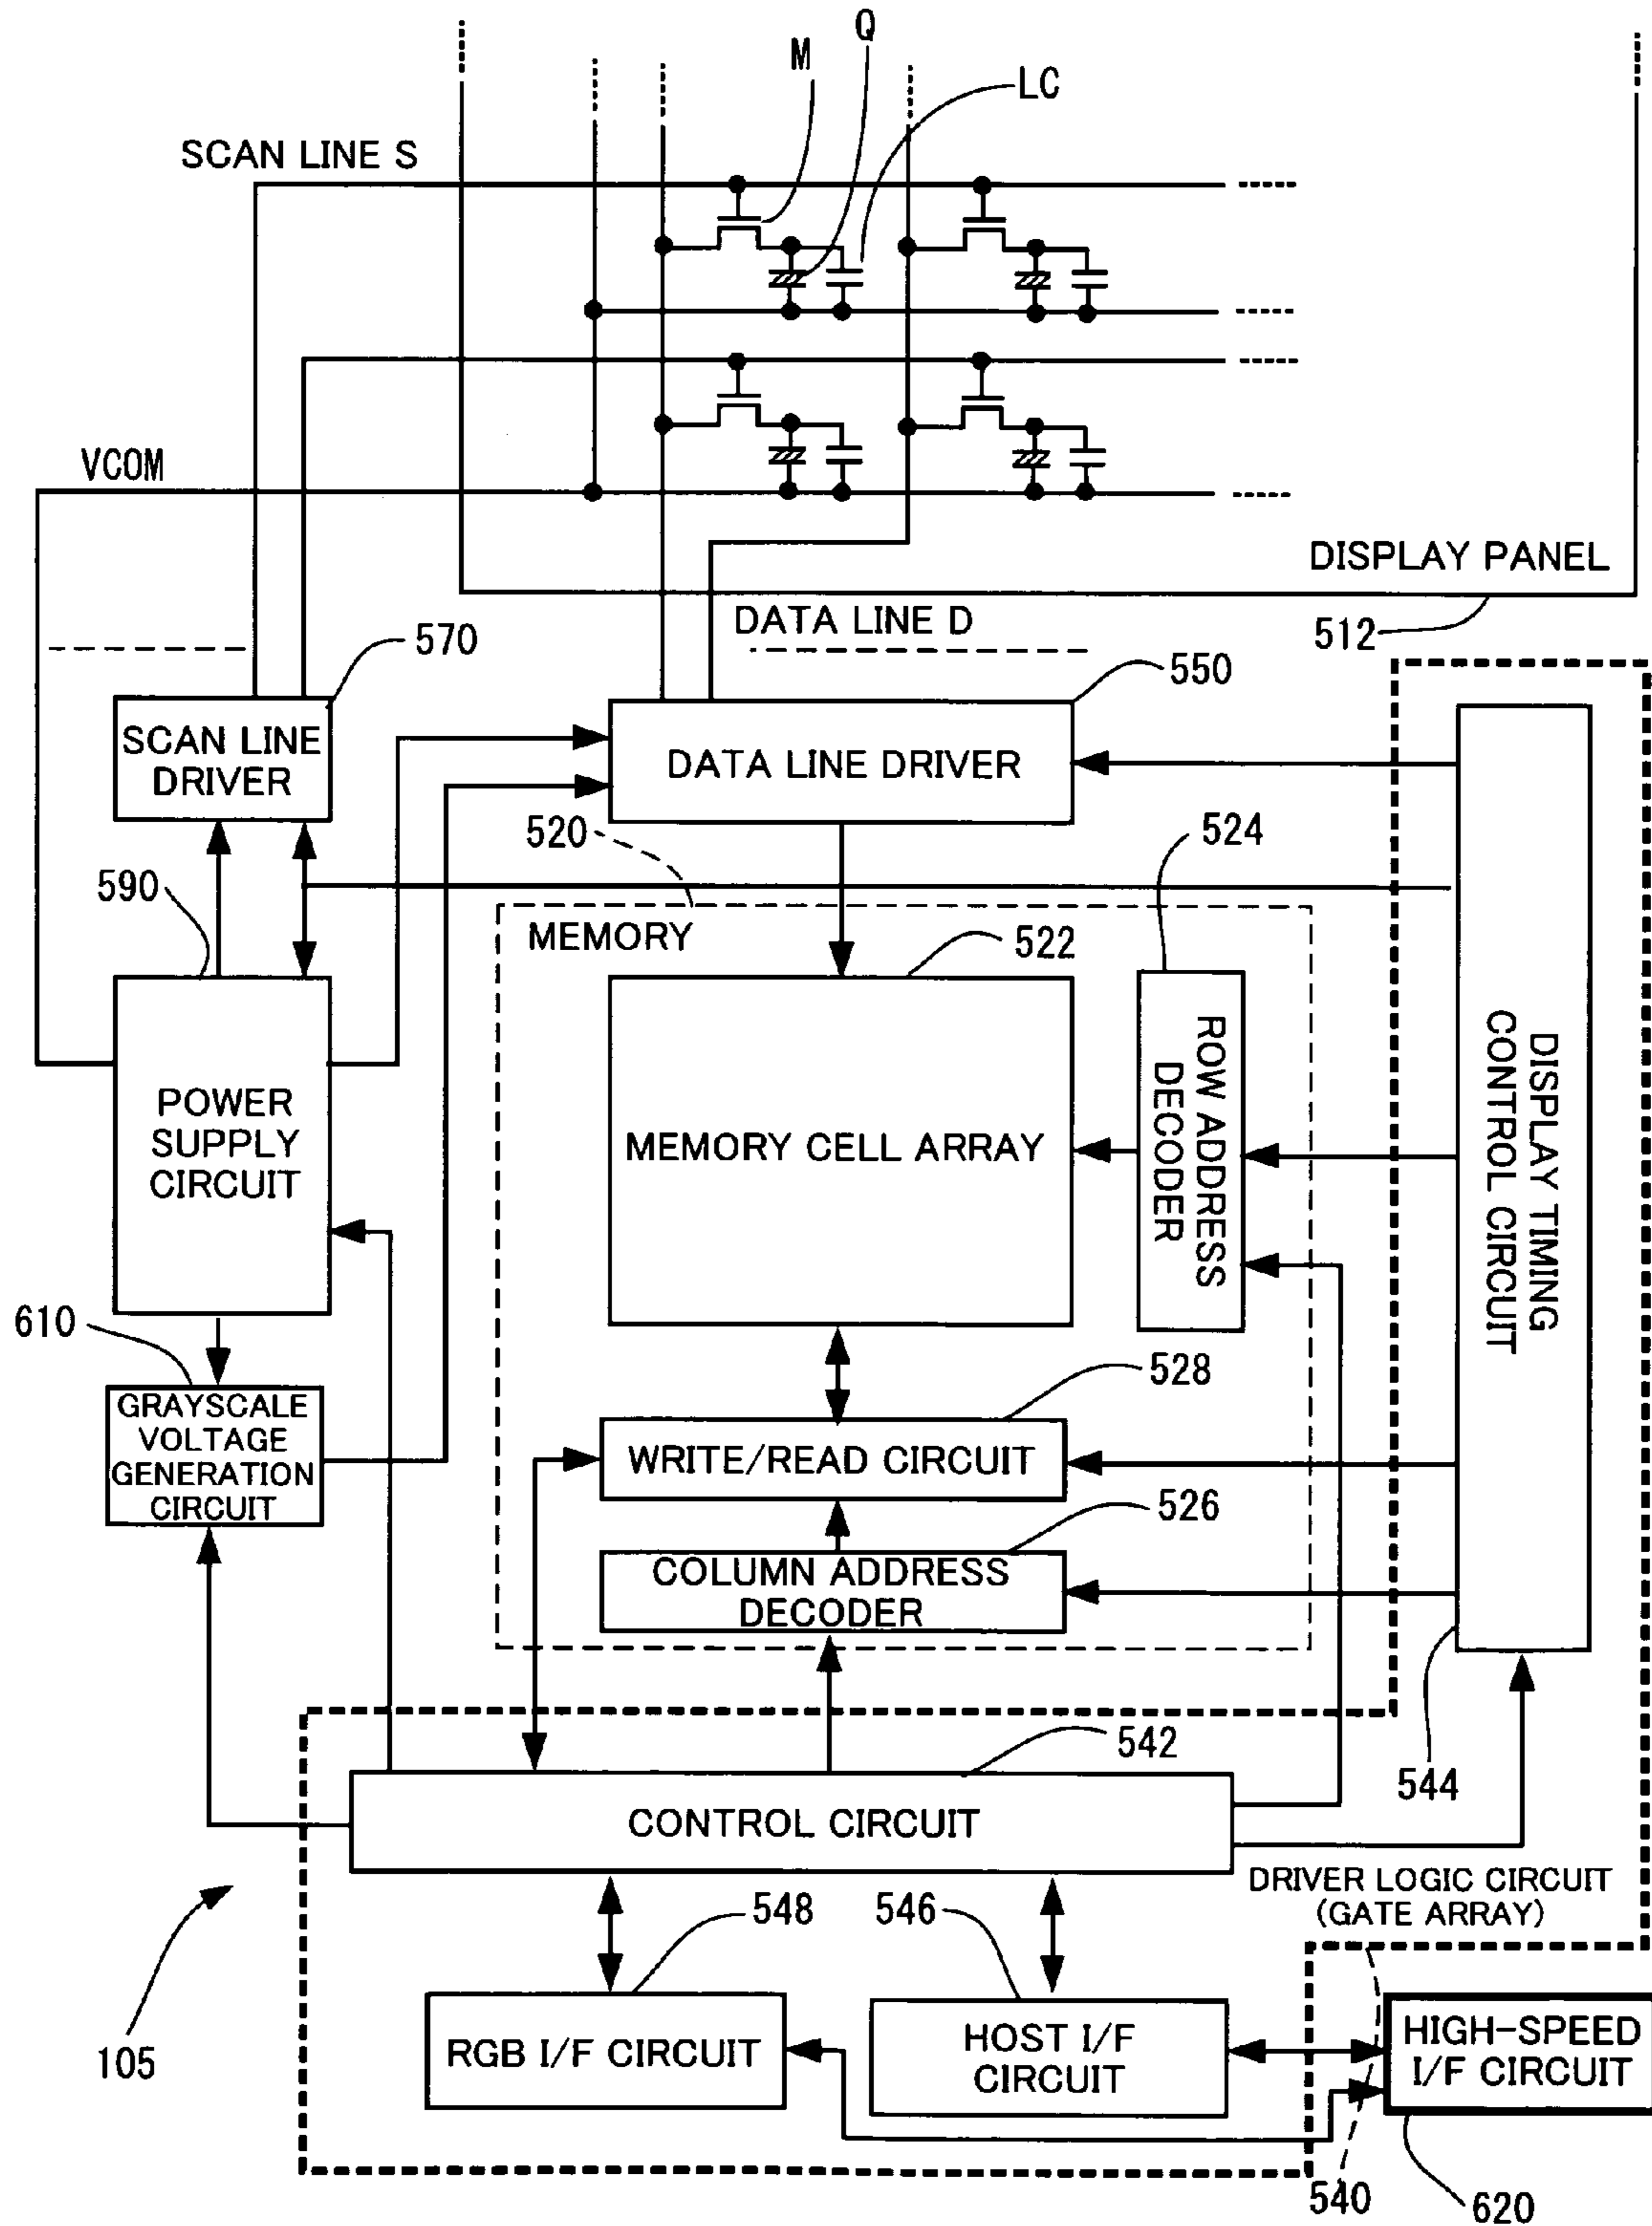 Q
M
LC
SCAN LINE S
VCOM
DISPLAY PANEL
512
DATA LINE D
570
550
SCAN LINE
DRIVER
DATA LINE DRIVER
520
524
590
MEMORY
522
POWER
SUPPLY
CIRCUIT
MEMORY CELL ARRAY
ROW ADDRESS
DECODER
DISPLAY TIMING
CONTROL CIRCUIT
610
528
GRAYSCALE
VOLTAGE
GENERATION
CIRCUIT
WRITE/READ CIRCUIT
526
COLUMN ADDRESS
DECODER
542
544
CONTROL CIRCUIT
DRIVER LOGIC CIRCUIT
(GATE ARRAY)
548
546
105
RGB I/F CIRCUIT
HOST I/F
CIRCUIT
HIGH-SPEED
I/F CIRCUIT
540
620